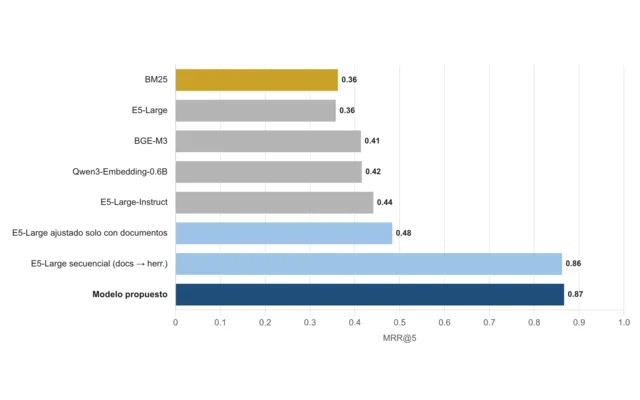 BM25 0.36
E5-Large 0.36
BGE-M3 0.41
Qwen3-Embedding-0.6B 0.42
E5-Large-Instruct 0.44
E5-Large ajustado solo con documentos 0.48
E5-Large secuencial (docs → herr.) 0.86
Modelo propuesto 0.87
0 0.1 0.2 0.3 0.4 0.5 0.6 0.7 0.8 0.9 1.0
MRR@5